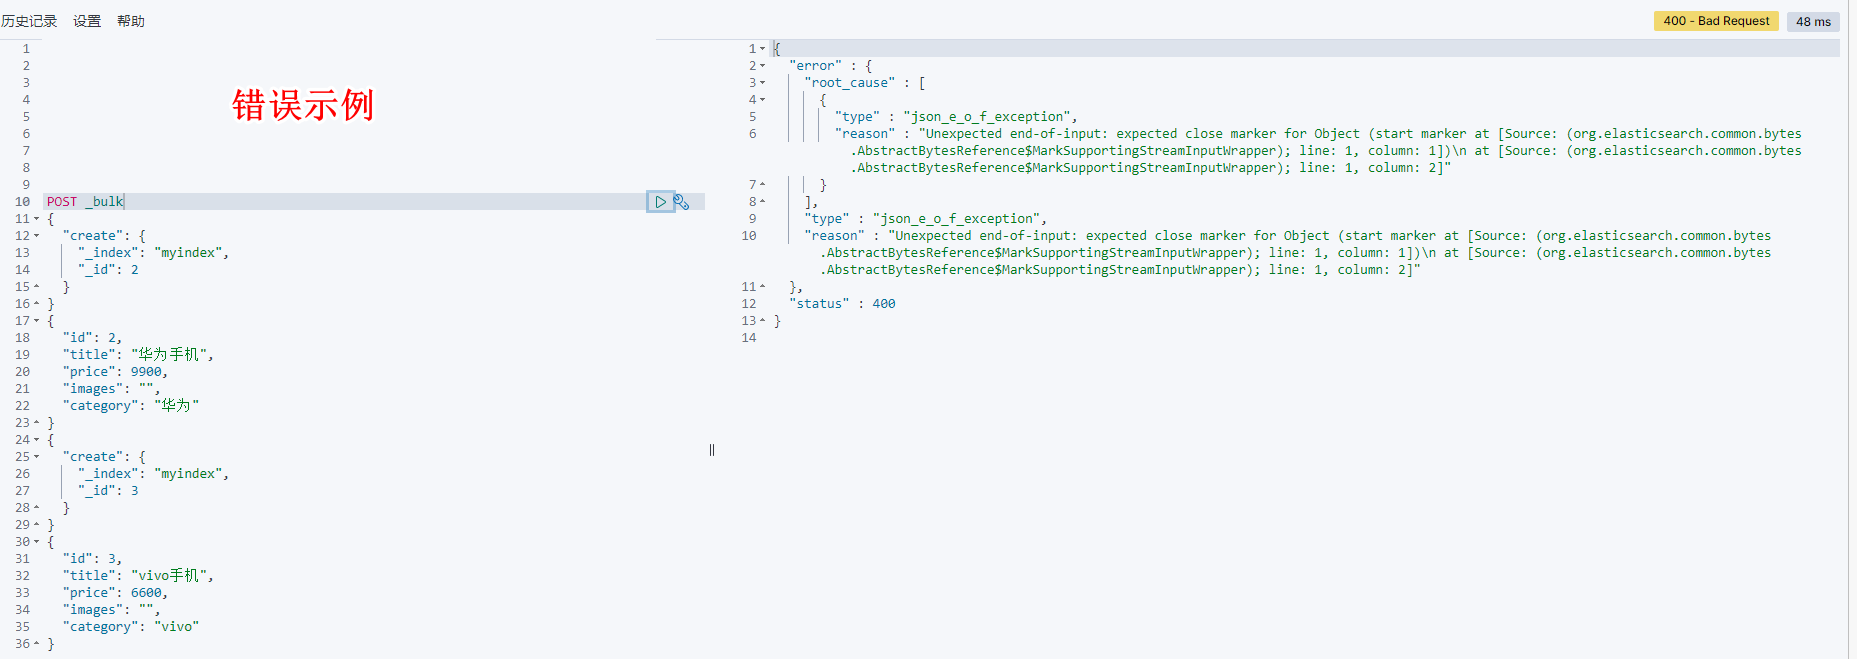 历史记录 设置 帮助
400 - Bad Request 48 ms
错误示例
1
2
3
4
5
6
7
8
9
10 POST _bulk
11 {
12 "create": {
13 "_index": "myindex",
14 "_id": 2
15 }
16 }
17 {
18 "id": 2,
19 "title": "华为手机",
20 "price": 9900,
21 "images": "",
22 "category": "华为"
23 }
24 {
25 "create": {
26 "_index": "myindex",
27 "_id": 3
28 }
29 }
30 {
31 "id": 3,
32 "title": "vivo手机",
33 "price": 6600,
34 "images": "",
35 "category": "vivo"
36 }
1 {
2 "error" : {
3 "root_cause" : [
4 {
5 "type" : "json_e_o_f_exception",
6 "reason" : "Unexpected end-of-input: expected close marker for Object (start marker at [Source: (org.elasticsearch.common.bytes
.AbstractBytesReference$MarkSupportingStreamInputWrapper); line: 1, column: 1])\n at [Source: (org.elasticsearch.common.bytes
.AbstractBytesReference$MarkSupportingStreamInputWrapper); line: 1, column: 2]"
7 }
8 ],
9 "type" : "json_e_o_f_exception",
10 "reason" : "Unexpected end-of-input: expected close marker for Object (start marker at [Source: (org.elasticsearch.common.bytes
.AbstractBytesReference$MarkSupportingStreamInputWrapper); line: 1, column: 1])\n at [Source: (org.elasticsearch.common.bytes
.AbstractBytesReference$MarkSupportingStreamInputWrapper); line: 1, column: 2]"
11 },
12 "status" : 400
13 }
14